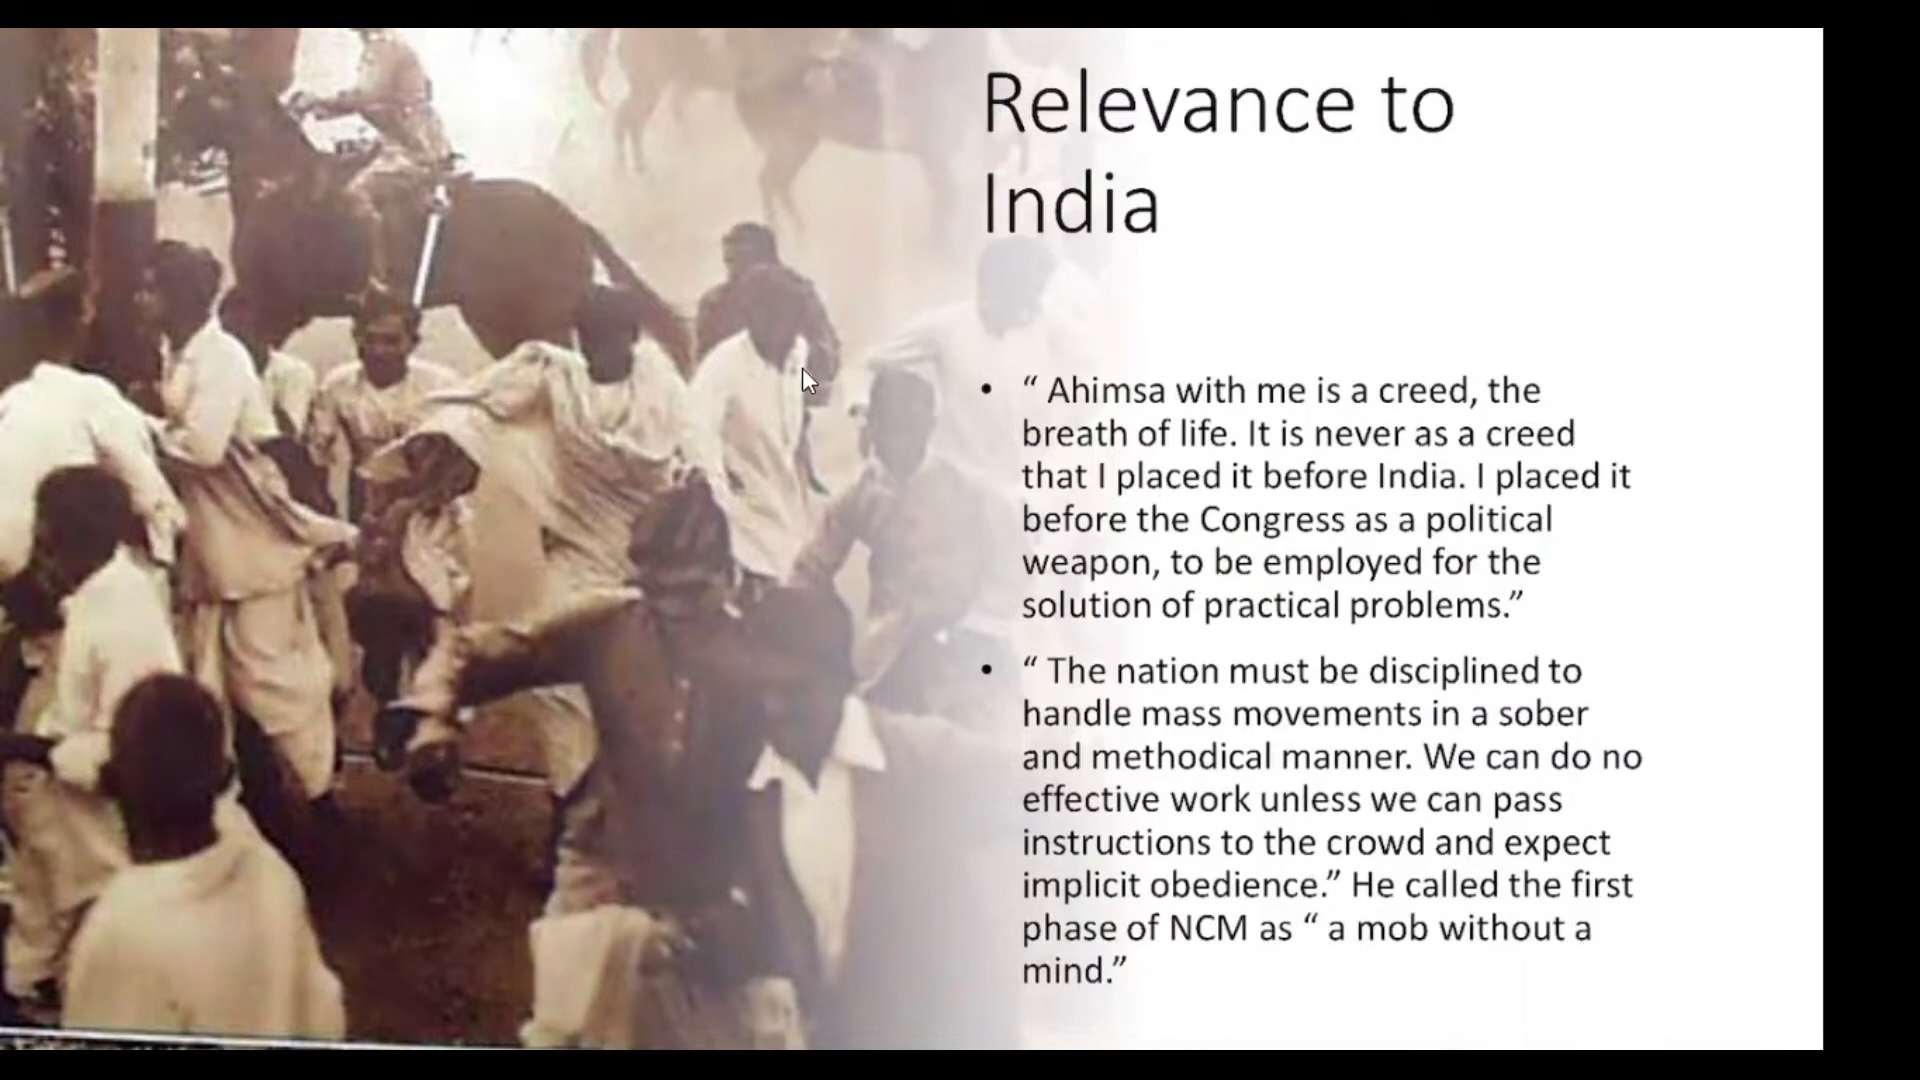 Relevance to
India
• “ Ahimsa with me is a creed, the
breath of life. It is never as a creed
that I placed it before India. I placed it
before the Congress as a political
weapon, to be employed for the
solution of practical problems.”
• “ The nation must be disciplined to
handle mass movements in a sober
and methodical manner. We can do no
effective work unless we can pass
instructions to the crowd and expect
implicit obedience.” He called the first
phase of NCM as “ a mob without a
mind.”